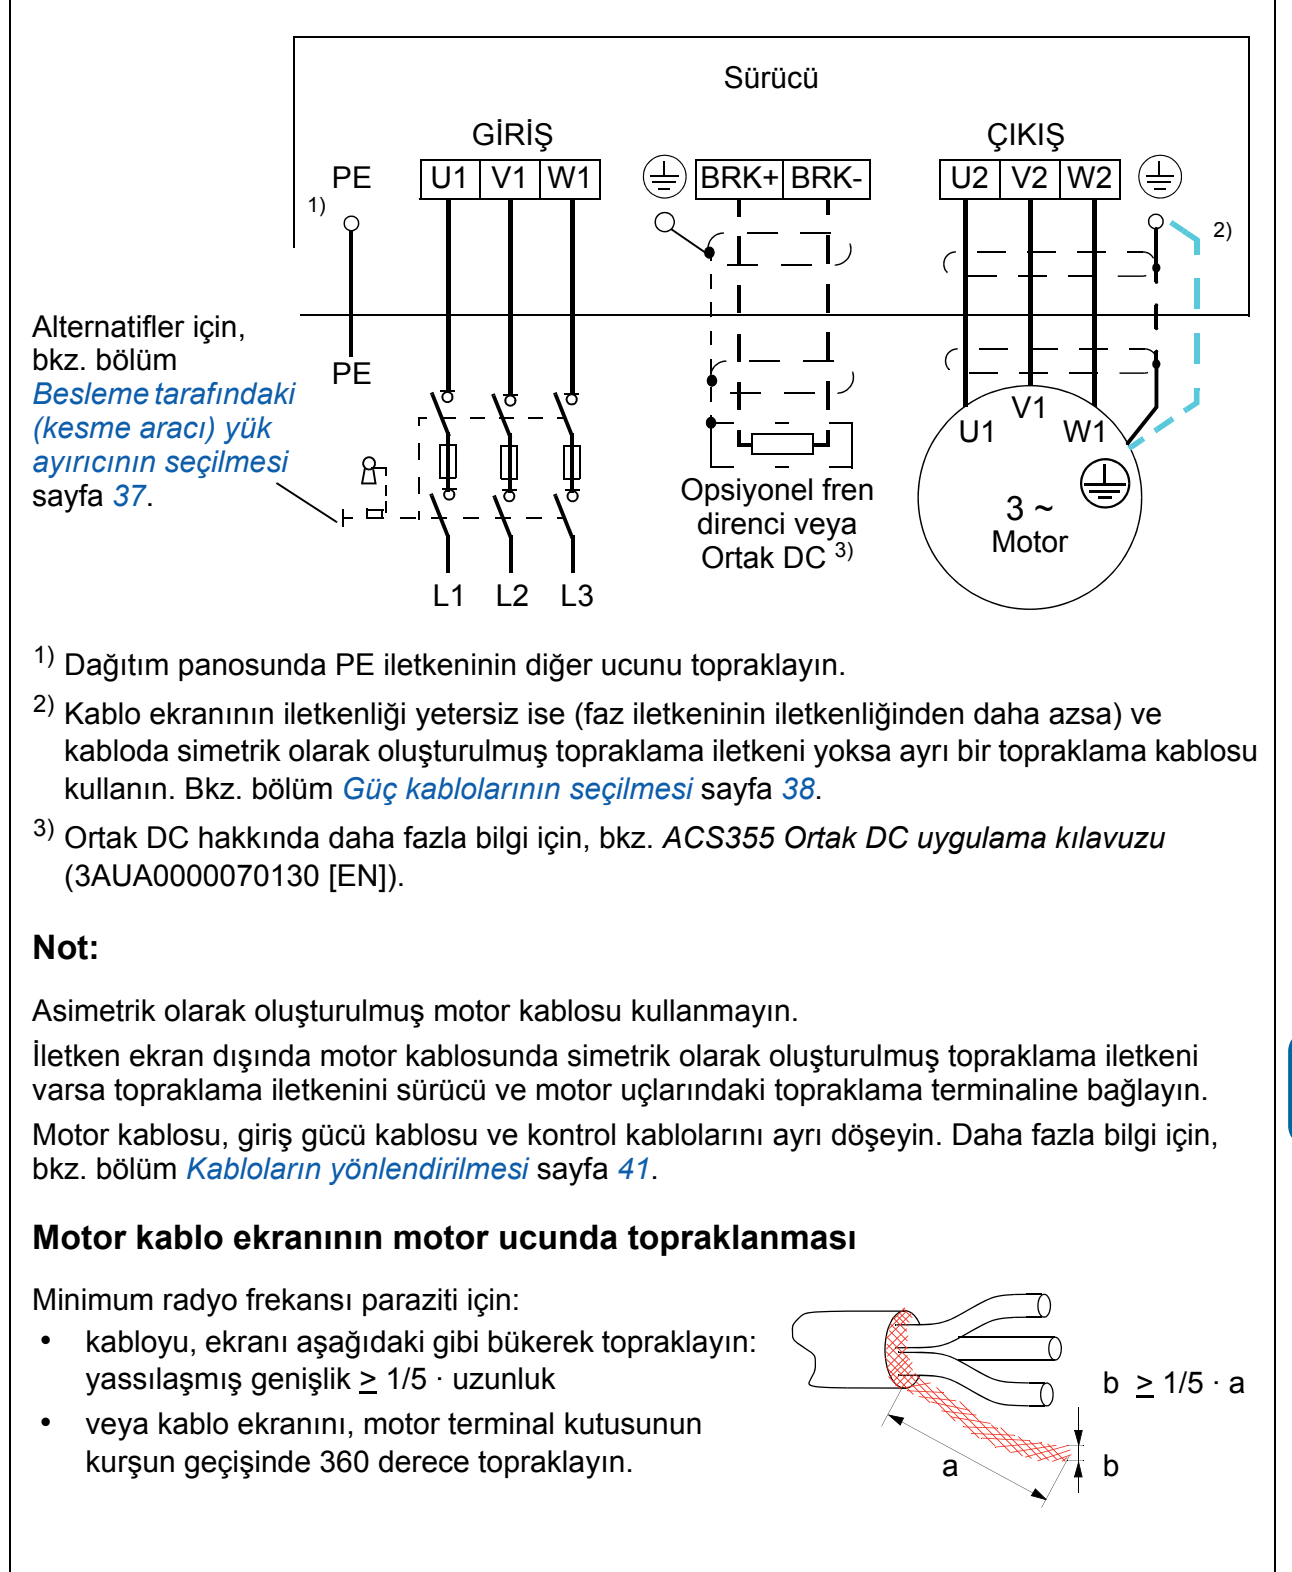 Sürücü
GİRİŞ
ÇIKIŞ
PE
U1 V1 W1
BRK+ BRK-
U2 V2 W2
1)
2)
Alternatifler için,
bkz. bölüm
Besleme tarafındaki
(kesme aracı) yük
ayırıcının seçilmesi
sayfa 37.
PE
U1
V1
W1
3 ~
Motor
Opsiyonel fren
direnci veya
Ortak DC 3)
L1 L2 L3
1) Dağıtım panosunda PE iletkeninin diğer ucunu topraklayın.
2) Kablo ekranının iletkenliği yetersiz ise (faz iletkeninin iletkenliğinden daha azsa) ve
kabloda simetrik olarak oluşturulmuş topraklama iletkeni yoksa ayrı bir topraklama kablosu
kullanın. Bkz. bölüm Güç kablolarının seçilmesi sayfa 38.
3) Ortak DC hakkında daha fazla bilgi için, bkz. ACS355 Ortak DC uygulama kılavuzu
(3AUA0000070130 [EN]).
Not:
Asimetrik olarak oluşturulmuş motor kablosu kullanmayın.
İletken ekran dışında motor kablosunda simetrik olarak oluşturulmuş topraklama iletkeni
varsa topraklama iletkenini sürücü ve motor uçlarındaki topraklama terminaline bağlayın.
Motor kablosu, giriş gücü kablosu ve kontrol kablolarını ayrı döşeyin. Daha fazla bilgi için,
bkz. bölüm Kabloların yönlendirilmesi sayfa 41.
Motor kablo ekranının motor ucunda topraklanması
Minimum radyo frekansı paraziti için:
• kabloyu, ekranı aşağıdaki gibi bükerek topraklayın:
yassılaşmış genişlik ≥ 1/5 · uzunluk
• veya kablo ekranını, motor terminal kutusunun
kurşun geçişinde 360 derece topraklayın.
b ≥ 1/5 · a
a
b